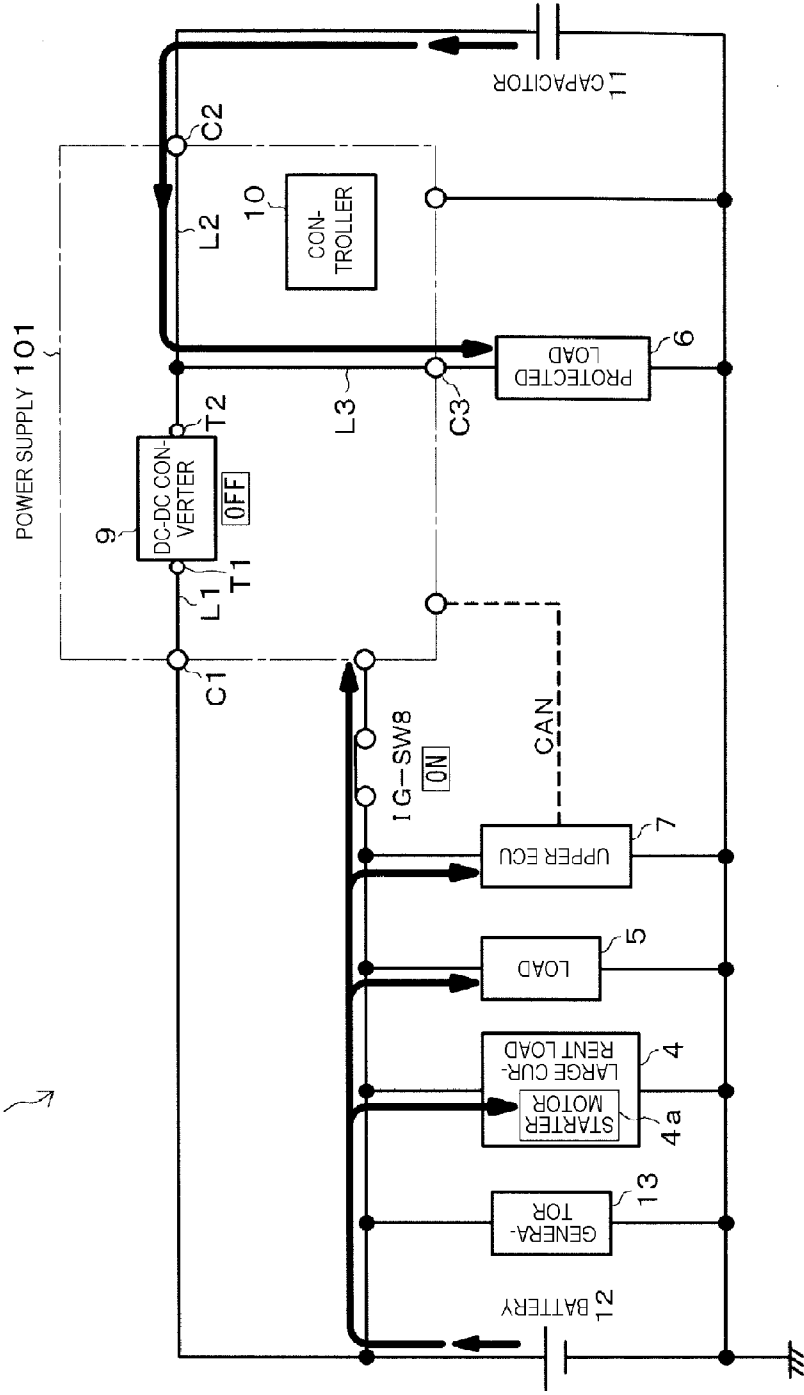 POWER SUPPLY 101
9
DC-DC CON-
VERTER
OFF
T1
T2
L1
L2
L3
C1
C2
C3
10
CON-
TROLLER
CAPACITOR
11
PROTECTED
LOAD
6
IG-SW8
ON
CAN
UPPER ECU
7
LOAD
5
LARGE CUR-
RENT LOAD
4
STARTER
MOTOR
4a
GENERA-
TOR
13
BATTERY
12